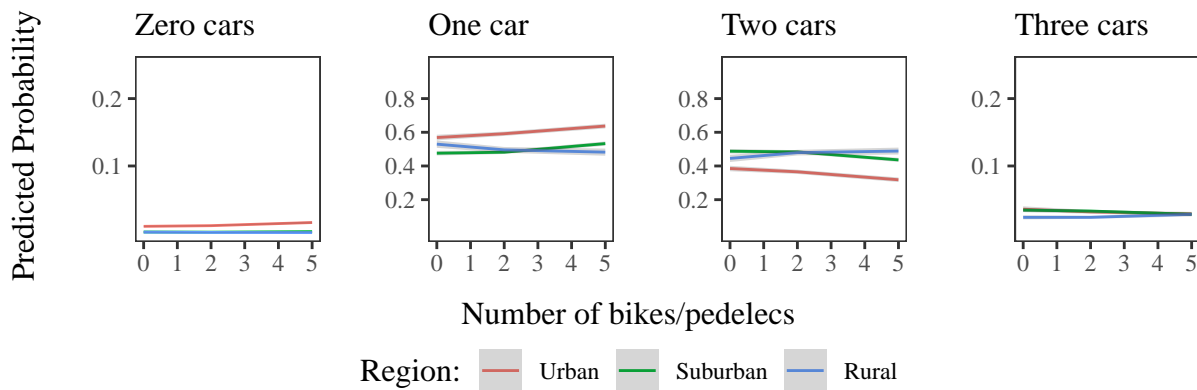 Predicted Probability
Zero cars
0.2
0.1
0 1 2 3 4 5
One car
0.8
0.6
0.4
0.2
0 1 2 3 4 5
Two cars
0.8
0.6
0.4
0.2
0 1 2 3 4 5
Three cars
0.2
0.1
0 1 2 3 4 5
Number of bikes/pedelecs
Region: Urban Suburban Rural